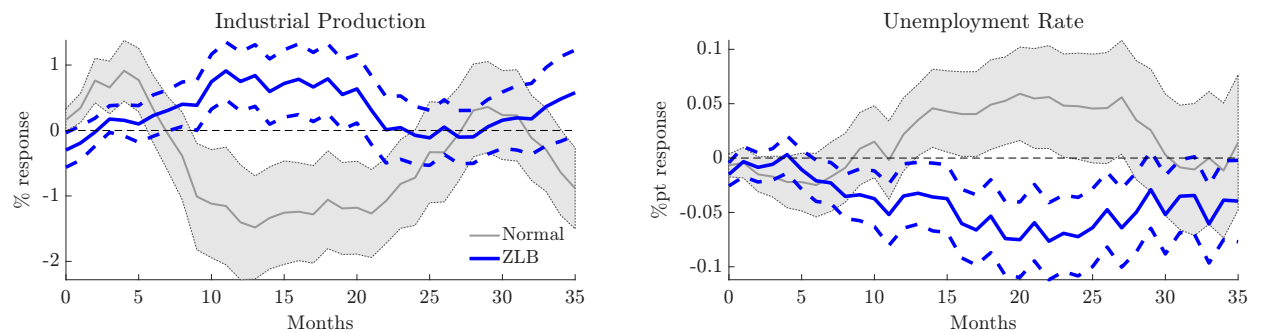 Industrial Production
% response
1
0
-1
-2
0 5 10 15 20 25 30 35
Months
Normal
ZLB
Unemployment Rate
%pt response
0.1
0.05
0
-0.05
-0.1
0 5 10 15 20 25 30 35
Months